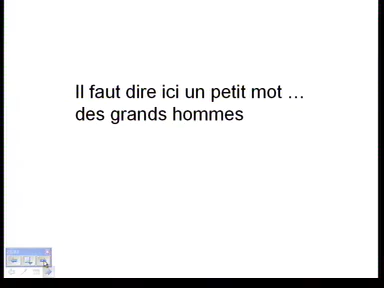 Il faut dire ici un petit mot …
des grands hommes